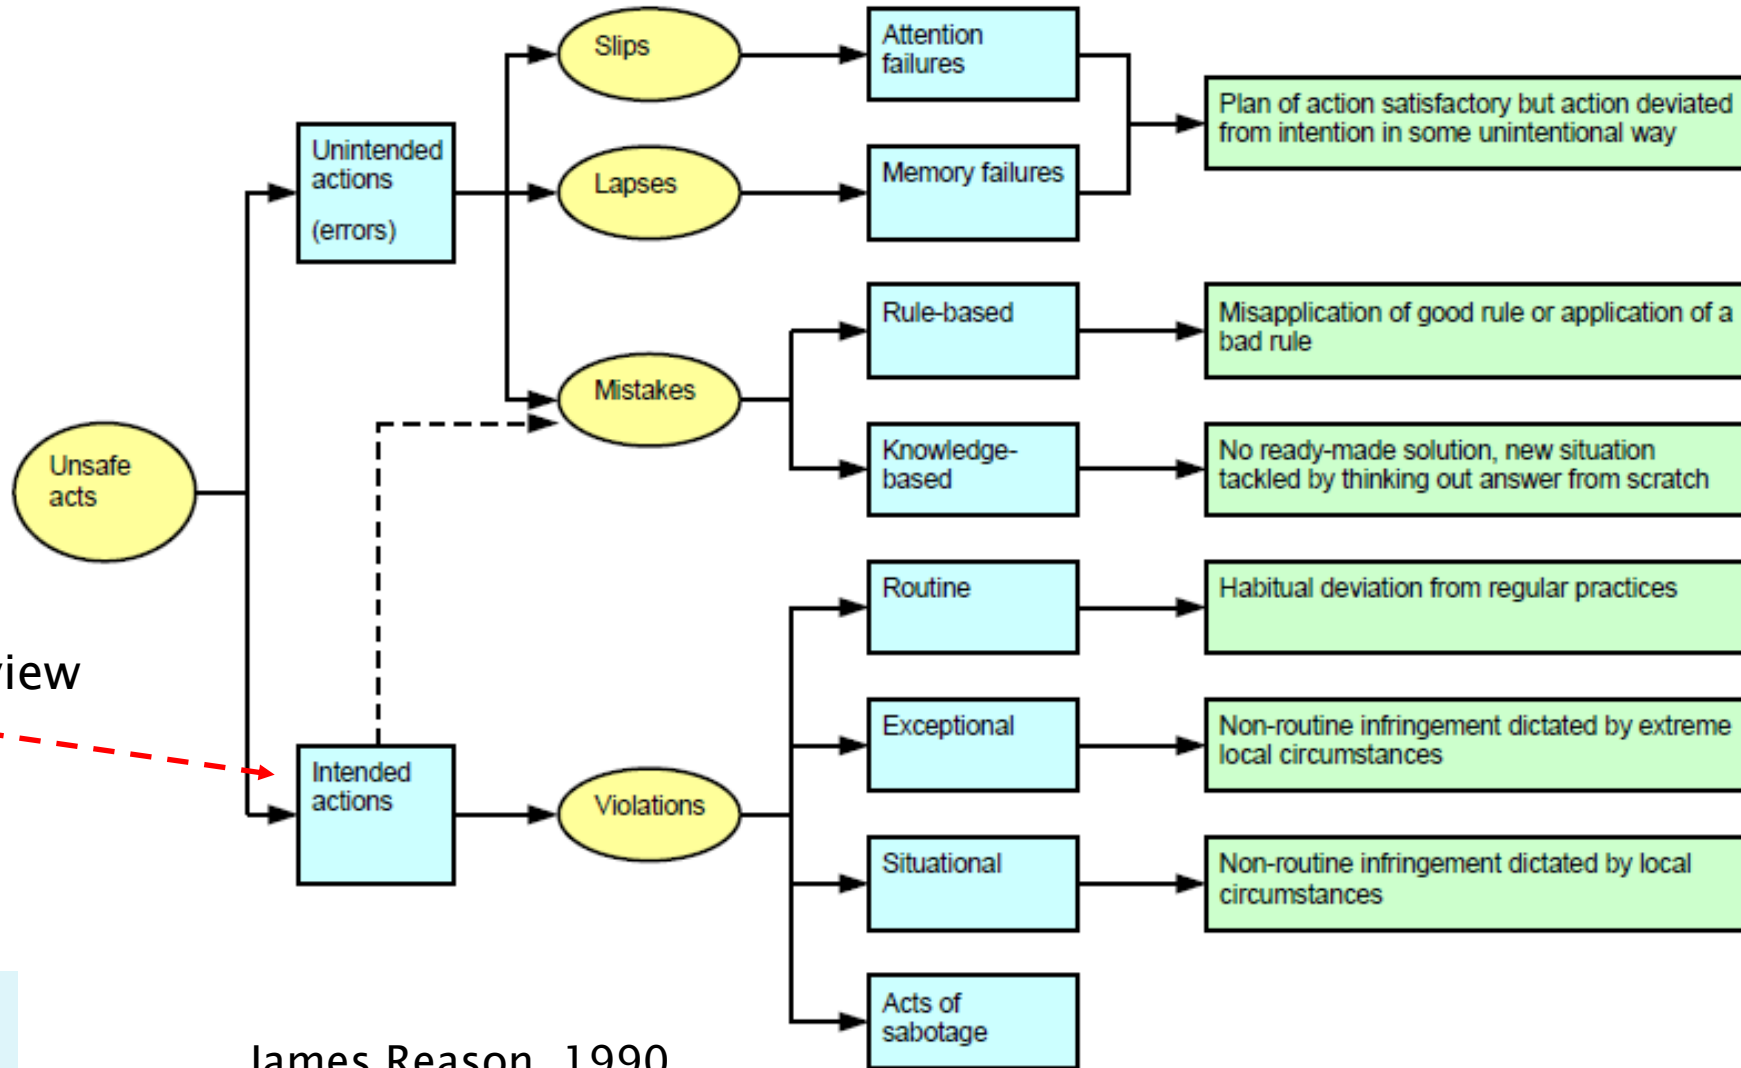 Slips
Attention
failures
Plan of action satisfactory but action deviated
from intention in some unintentional way
Unintended
actions
(errors)
Lapses
Memory failures
Rule-based
Misapplication of good rule or application of a
bad rule
Mistakes
Knowledge-
based
No ready-made solution, new situation
tackled by thinking out answer from scratch
Unsafe
acts
Routine
Habitual deviation from regular practices
Exceptional
Non-routine infringement dictated by extreme
local circumstances
Intended
actions
Violations
Situational
Non-routine infringement dictated by local
circumstances
Acts of
sabotage
James Reason, 1990